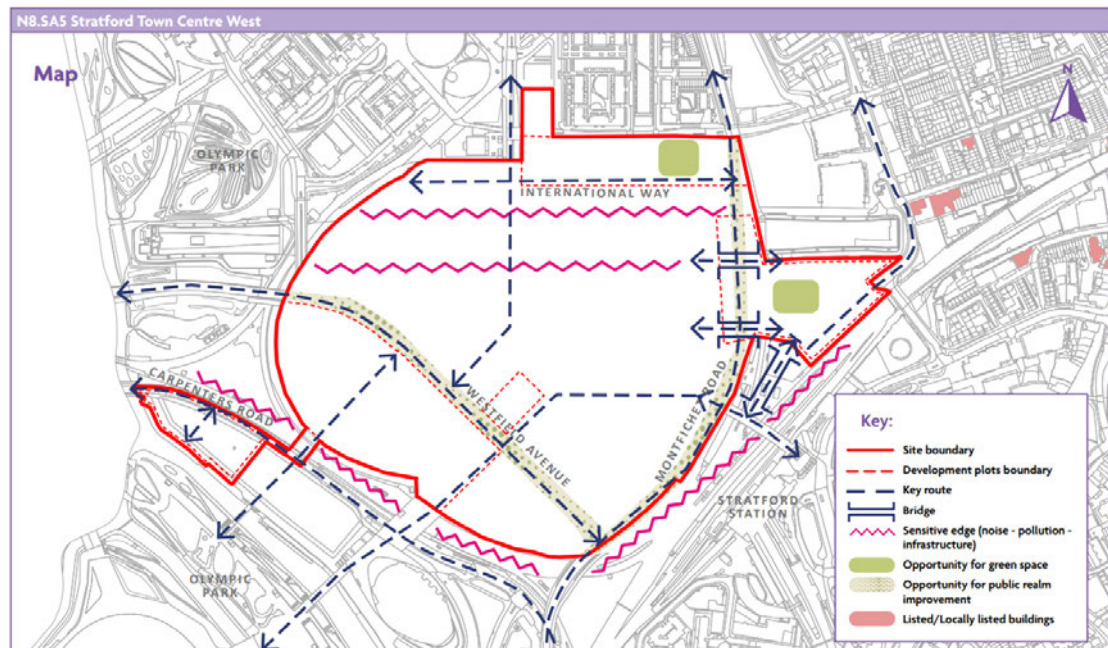 N8.SA5 Stratford Town Centre West
Map
N
OLYMPIC
PARK
INTERNATIONAL WAY
CARPENTERS ROAD
WESTFIELD AVENUE
MONTFICHET ROAD
STRATFORD
STATION
OLYMPIC
PARK
Key:
Site boundary
Development plots boundary
Key route
Bridge
Sensitive edge (noise - pollution -
infrastructure)
Opportunity for green space
Opportunity for public realm
improvement
Listed/Locally listed buildings